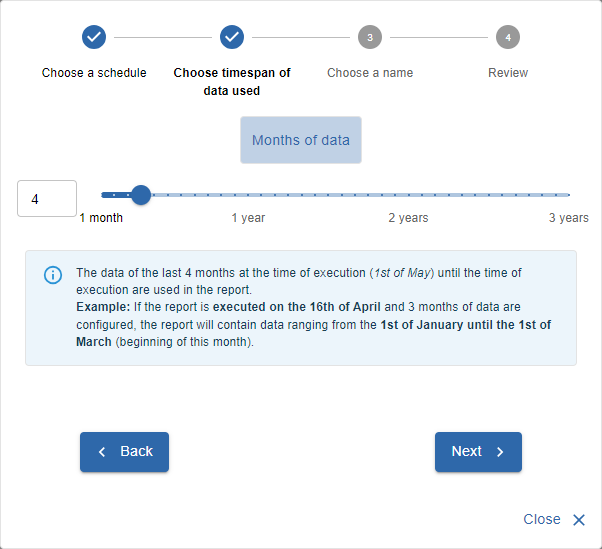 3
4
Choose a schedule
Choose timespan of
data used
Choose a name
Review
Months of data
4
1 month
1 year
2 years
3 years
The data of the last 4 months at the time of execution (1st of May) until the time of
execution are used in the report.
Example: If the report is executed on the 16th of April and 3 months of data are
configured, the report will contain data ranging from the 1st of January until the 1st of
March (beginning of this month).
Back
Next
Close